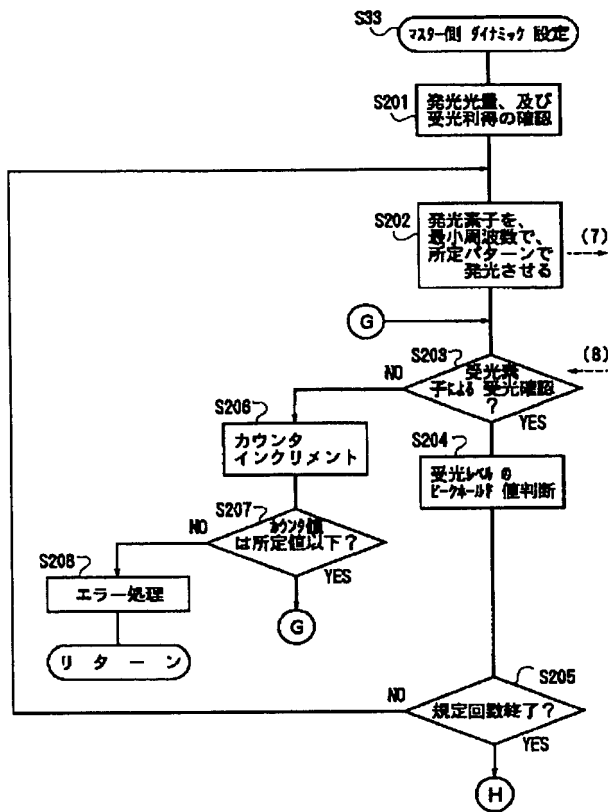 S33
マスター側 ダイナミック 設定
S201
発光光量、及び
受光利得の確認
S202
発光素子を、
最小周波数で、
所定パターンで
発光させる
(7)
G
(8)
S203
受光素
子による 受光確認
?
NO
YES
S206
カウンタ
インクリメント
S204
受光レベル の
ピークホールド 値判断
S207
カウンタ値
は所定値以下?
NO
YES
S208
エラー処理
G
リターン
S205
規定回数終了?
NO
YES
H